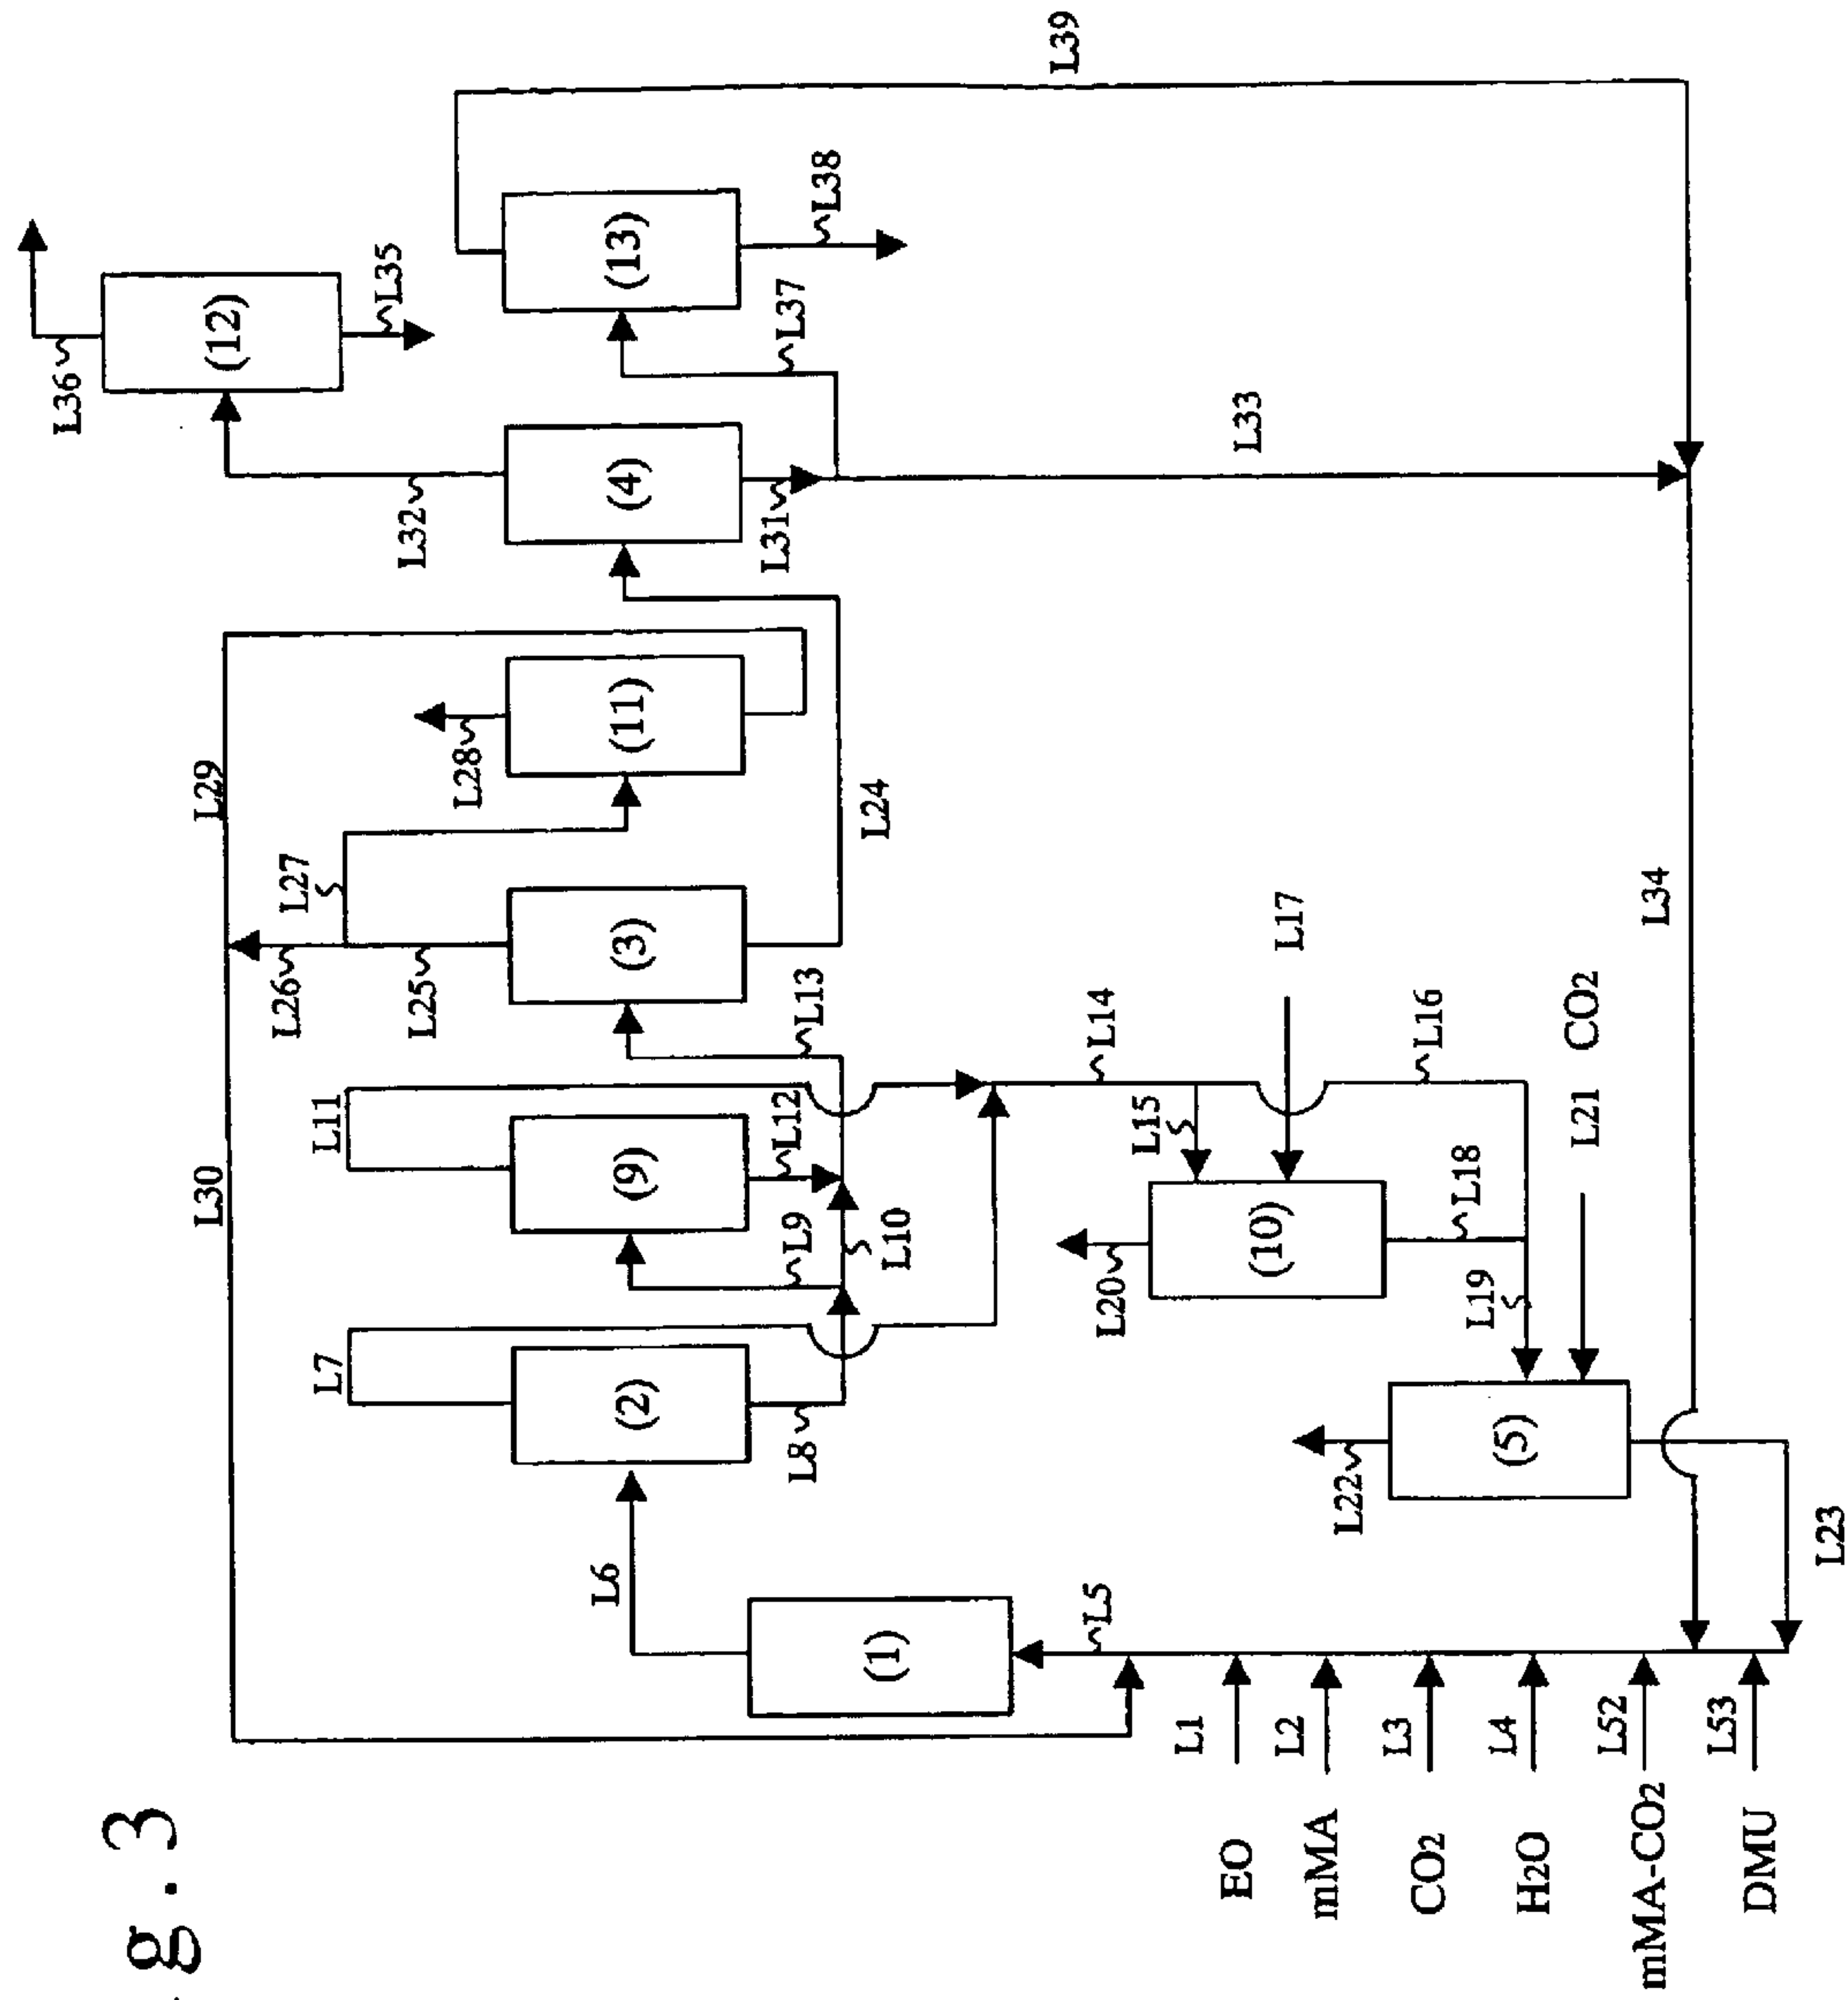 g . 3
L36
L30
L29
L26
L27
L7
L11
L25
L32
L35
L28
(12)
L6
(2)
(9)
(3)
(11)
(4)
(13)
L8
L9
L12
L13
L31
L37
L38
L10
L24
(1)
L5
L20
L14
L39
L15
EO
L1
mMA
L2
(10)
L17
L33
L22
CO2
L3
L19
L18
L16
H2O
L4
(5)
L21
CO2
mMA-CO2
L52
L34
DMU
L53
L23